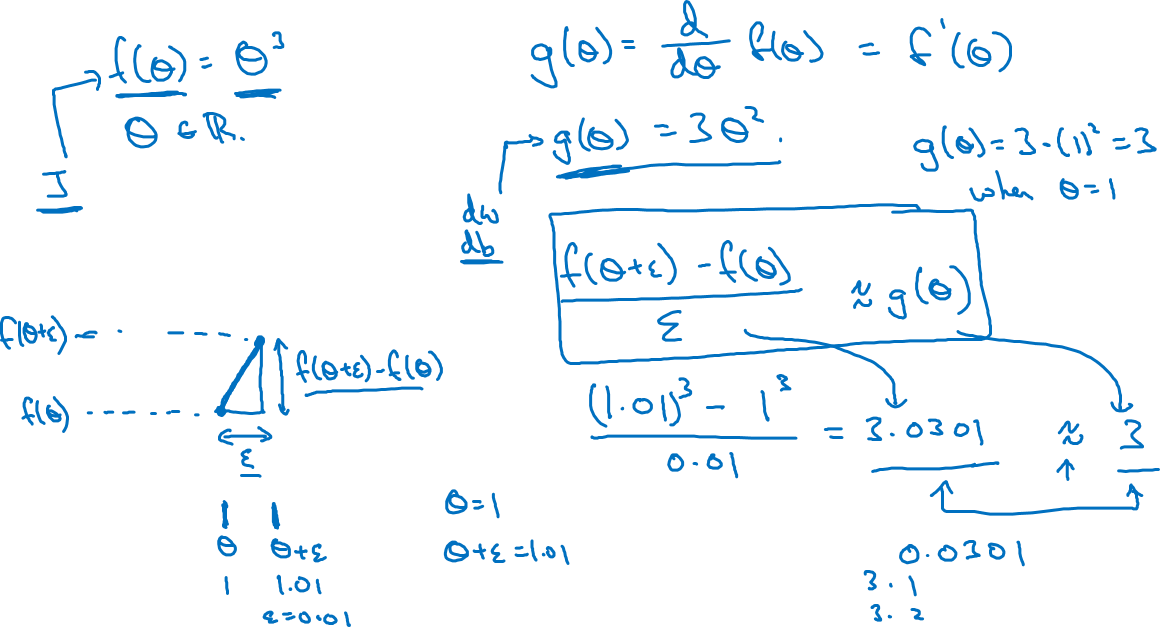 f(θ) = θ³
θ ∈ ℝ.
J
g(θ) = d/dθ f(θ) = f'(θ)
g(θ) = 3θ².
dw
db
g(θ) = 3·(1)² = 3
when θ=1
(f(θ+ε) - f(θ)) / ε ≈ g(θ)
f(θ+ε)
f(θ)
f(θ+ε) - f(θ)
ε
((1.01)³ - 1³) / 0.01 = 3.0301 ≈ 3
θ θ+ε
1 1.01
ε=0.01
θ=1
θ+ε=1.01
0.0301
3.1
3.2